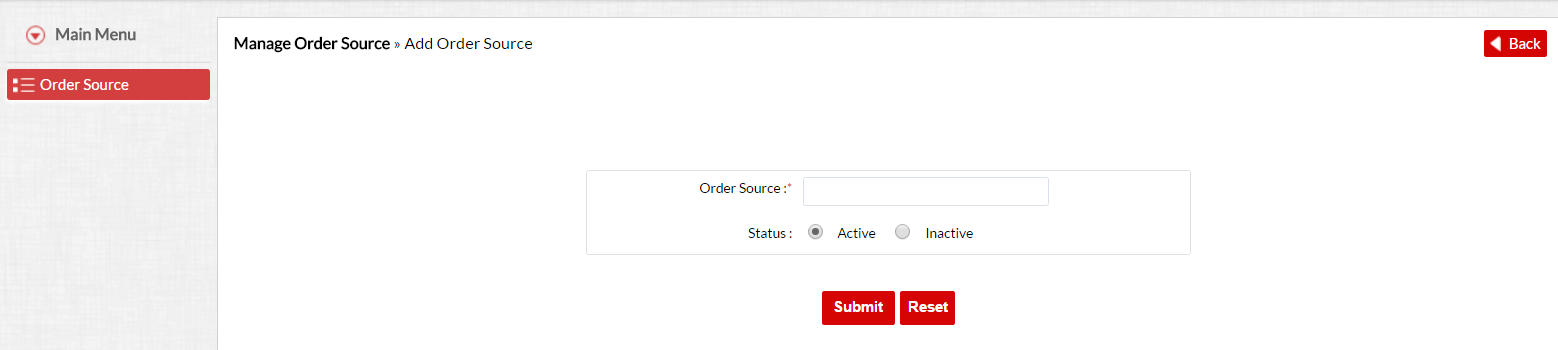 Main Menu
Order Source
Manage Order Source » Add Order Source
Back
Order Source :*
Status :
Active
Inactive
Submit
Reset